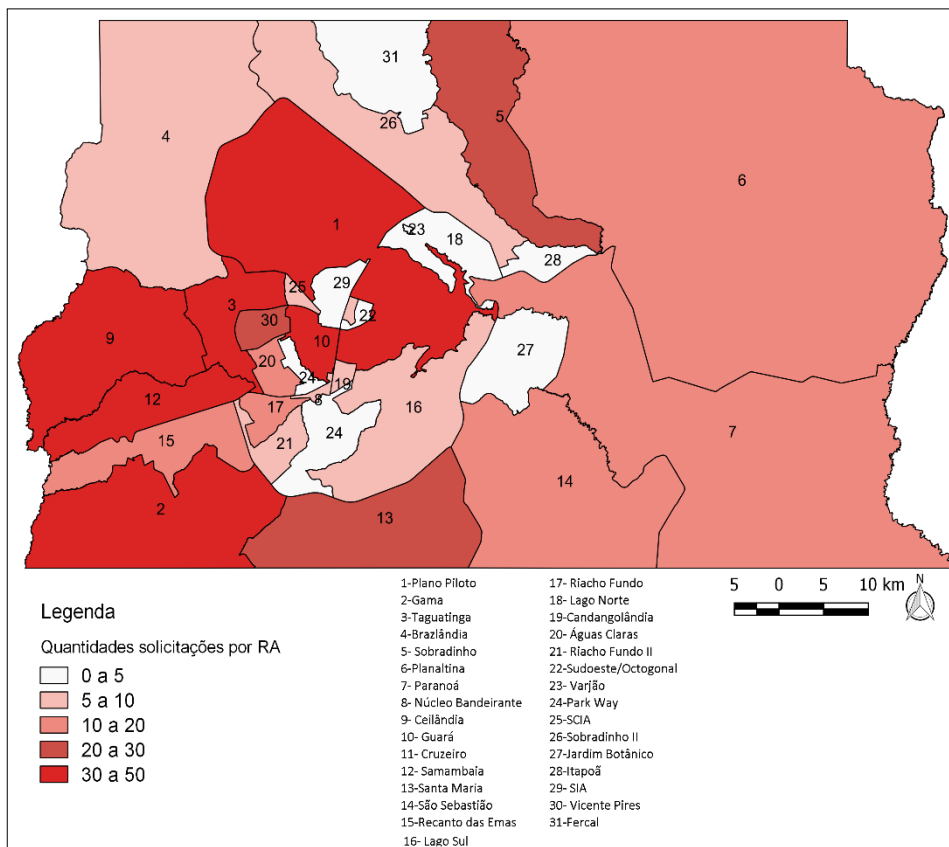 31
5
26
4
6
1
23
18
28
29
25
22
3
30
9
10
27
20
24
19
8
16
12
17
7
24
15
21
14
2
13
1-Plano Piloto
2-Gama
3-Taguatinga
4-Brazlândia
5- Sobradinho
6-Planaltina
7- Paranoá
8- Núcleo Bandeirante
9- Ceilândia
10- Guará
11- Cruzeiro
12- Samambaia
13-Santa Maria
14-São Sebastião
15-Recanto das Emas
16- Lago Sul
17- Riacho Fundo
18- Lago Norte
19-Candangolândia
20- Águas Claras
21- Riacho Fundo II
22-Sudoeste/Octogonal
23- Varjão
24-Park Way
25-SCIA
26-Sobradinho II
27-Jardim Botânico
28-Itapoã
29- SIA
30- Vicente Pires
31-Fercal
5 0 5 10 km
N
Legenda
Quantidades solicitações por RA
0 a 5
5 a 10
10 a 20
20 a 30
30 a 50